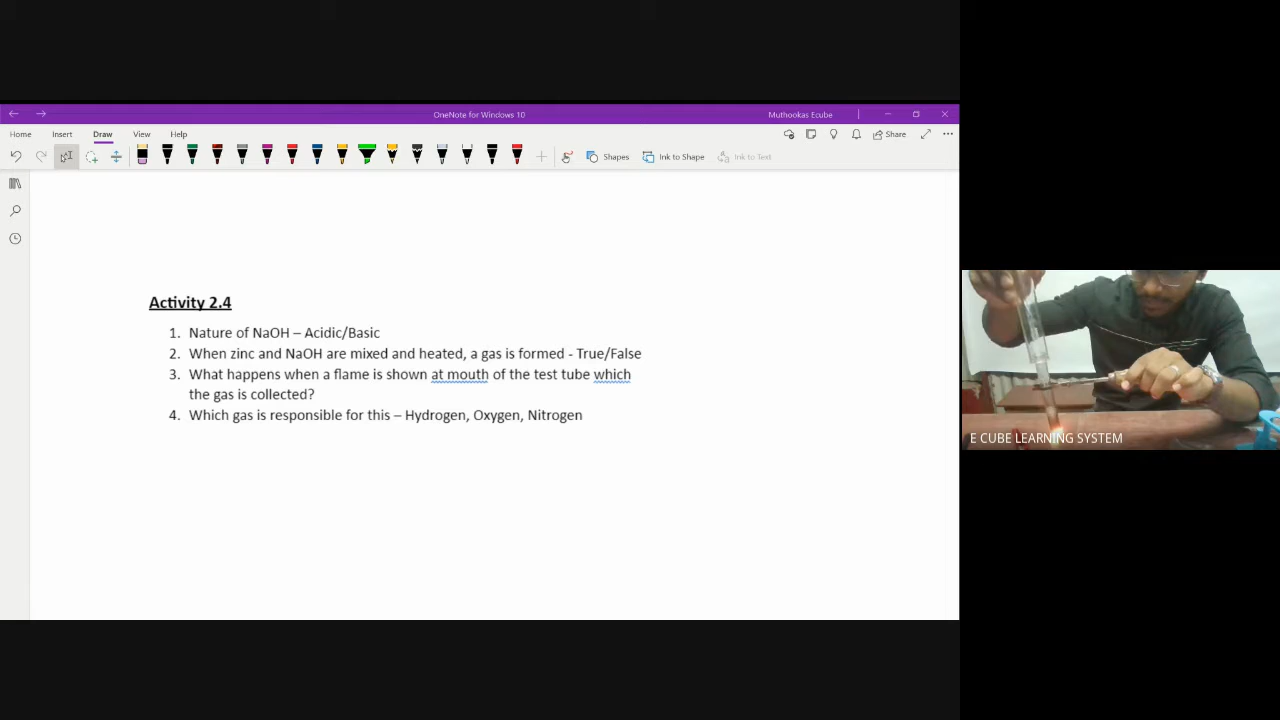 OneNote for Windows 10
Muthookas Ecube
Home Insert Draw View Help
Share
Shapes Ink to Shape Ink to Text
Activity 2.4
1. Nature of NaOH – Acidic/Basic
2. When zinc and NaOH are mixed and heated, a gas is formed - True/False
3. What happens when a flame is shown at mouth of the test tube which
the gas is collected?
4. Which gas is responsible for this – Hydrogen, Oxygen, Nitrogen
E CUBE LEARNING SYSTEM